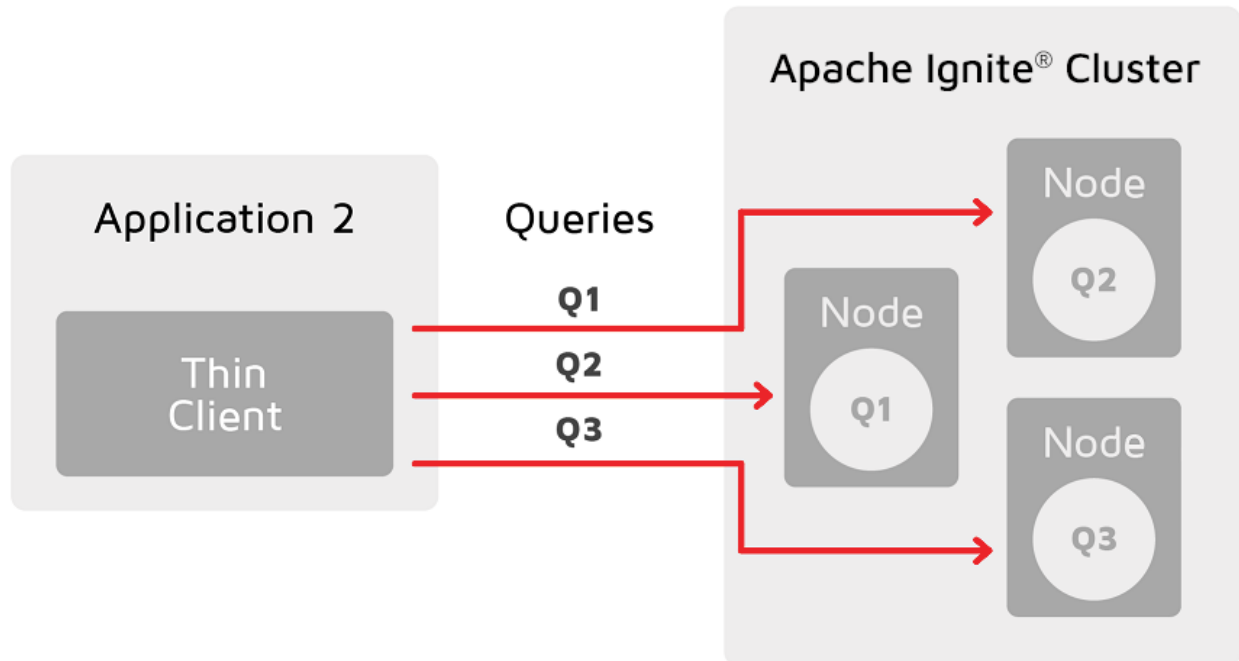 Application 2
Thin
Client
Queries
Q1
Q2
Q3
Apache Ignite® Cluster
Node
Q2
Node
Q1
Node
Q3